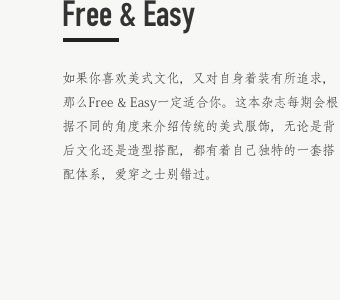 Free & Easy
如果你喜欢美式文化，又对自身着装有所追求，
那么Free & Easy一定适合你。这本杂志每期会根
据不同的角度来介绍传统的美式服饰，无论是背
后文化还是造型搭配，都有着自己独特的一套搭
配体系，爱穿之士别错过。